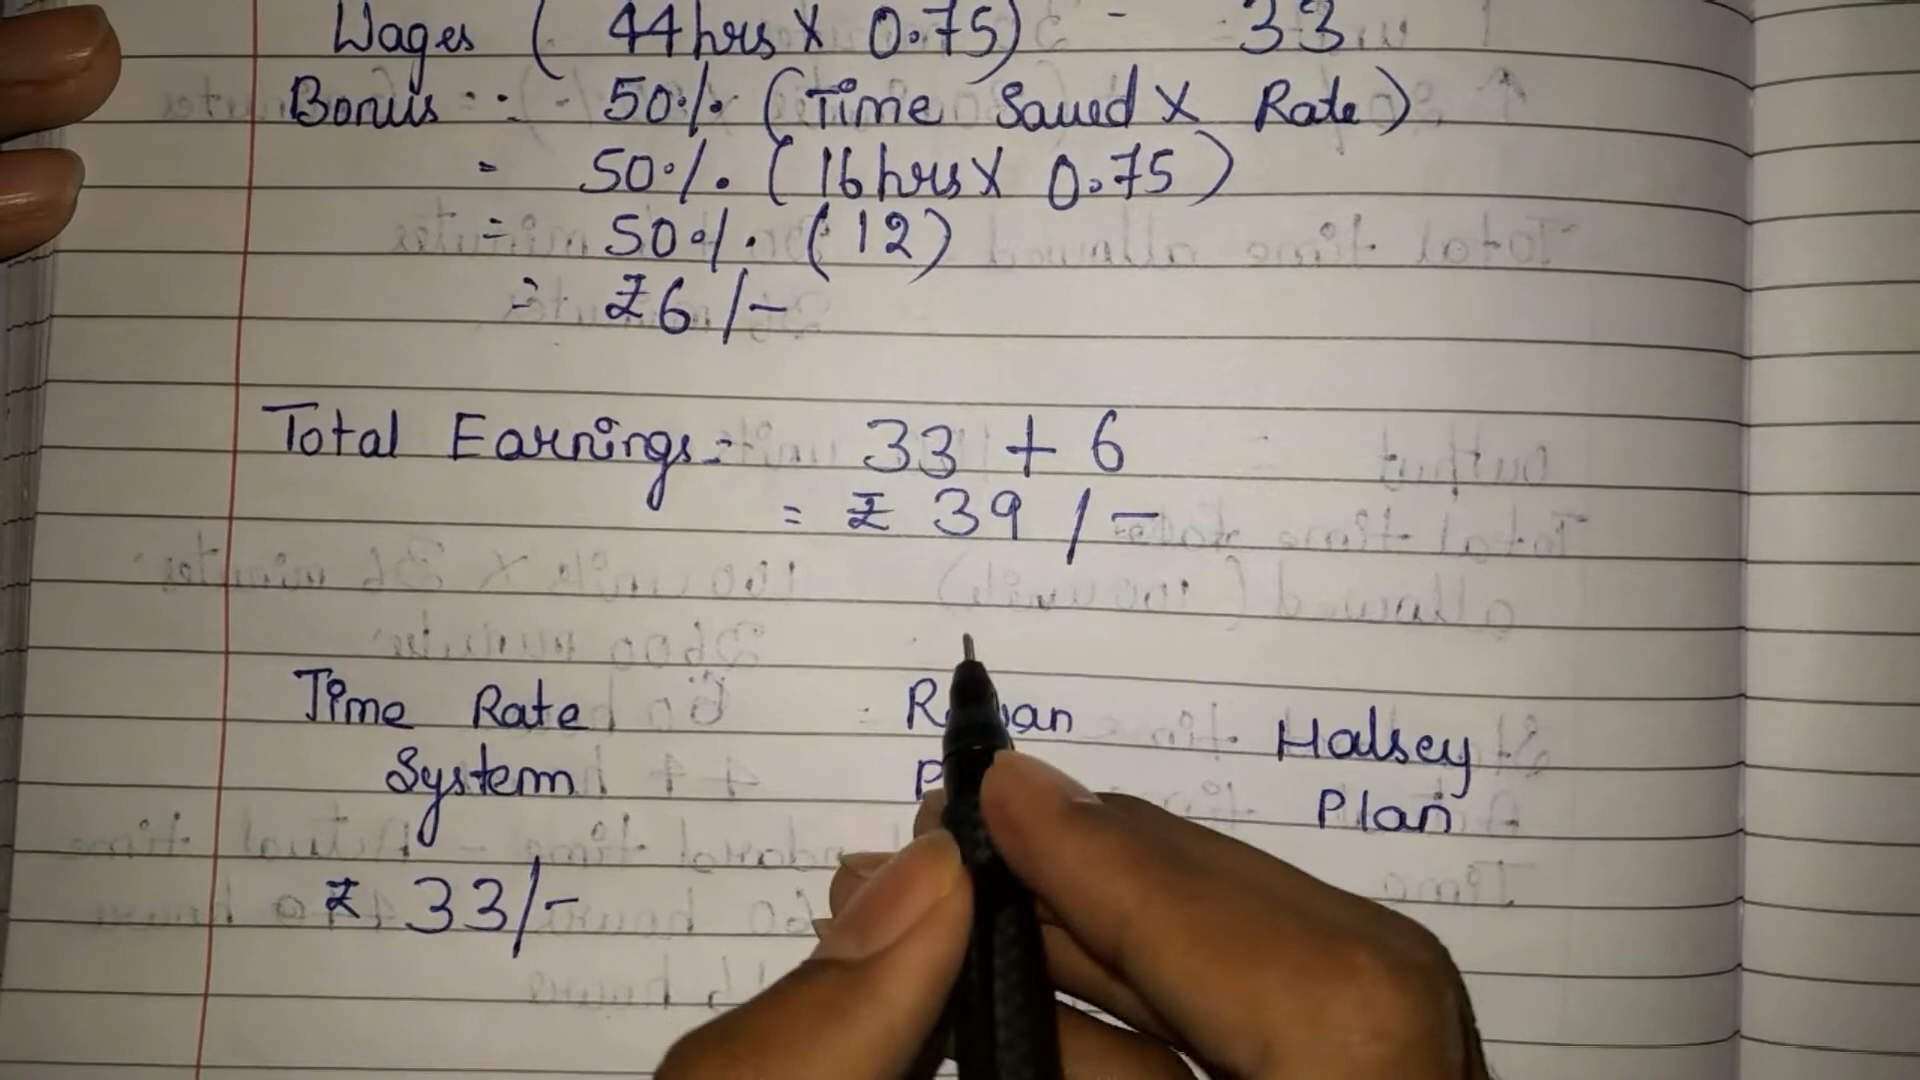 Wages ( 44hrs X 0.75) - 33
Bonus : 50% (Time Saved X Rate)
= 50% (16hrs X 0.75)
= 50% (12)
= ₹6/-
Total Earnings = 33 + 6
= ₹ 39/-
Time Rate System
Plan
Halsey Plan
₹ 33/-